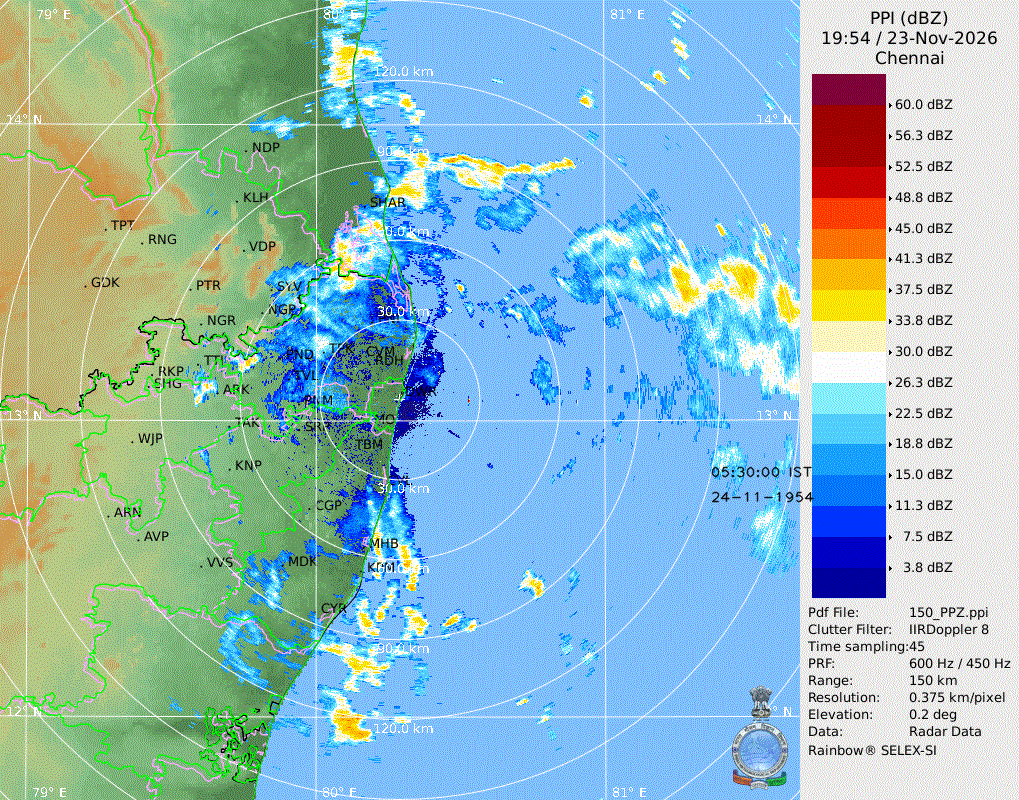 79° E
80° E
81° E
120.0 km
14° N
14° N
90.0 km
NDP
KLH
SHAR
TPT
RNG
VDP
GDK
PTR
SYV
NGP
30.0 km
NGR
TTI
RKP
SHG
ARK
13° N
13° N
WJP
KNP
TBM
30.0 km
05:30:00 IST
24-11-1954
CGP
ARN
AVP
MHB
MDK
VVS
CYR
90.0 km
12° N
120.0 km
79° E
80° E
81° E
PPI (dBZ)
19:54 / 23-Nov-2026
Chennai
60.0 dBZ
56.3 dBZ
52.5 dBZ
48.8 dBZ
45.0 dBZ
41.3 dBZ
37.5 dBZ
33.8 dBZ
30.0 dBZ
26.3 dBZ
22.5 dBZ
18.8 dBZ
15.0 dBZ
11.3 dBZ
7.5 dBZ
3.8 dBZ
Pdf File: 150_PPZ.ppi
Clutter Filter: IIRDoppler 8
Time sampling:45
PRF: 600 Hz / 450 Hz
Range: 150 km
Resolution: 0.375 km/pixel
Elevation: 0.2 deg
Data: Radar Data
Rainbow® SELEX-SI